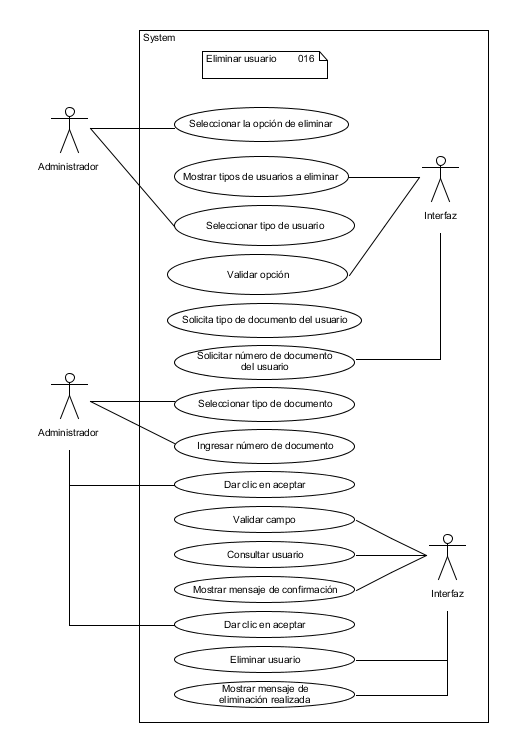 System
Eliminar usuario 016
Seleccionar la opción de eliminar
Administrador
Mostrar tipos de usuarios a eliminar
Interfaz
Seleccionar tipo de usuario
Validar opción
Solicita tipo de documento del usuario
Solicitar número de documento
del usuario
Seleccionar tipo de documento
Administrador
Ingresar número de documento
Dar clic en aceptar
Validar campo
Consultar usuario
Mostrar mensaje de confirmación
Interfaz
Dar clic en aceptar
Eliminar usuario
Mostrar mensaje de
eliminación realizada